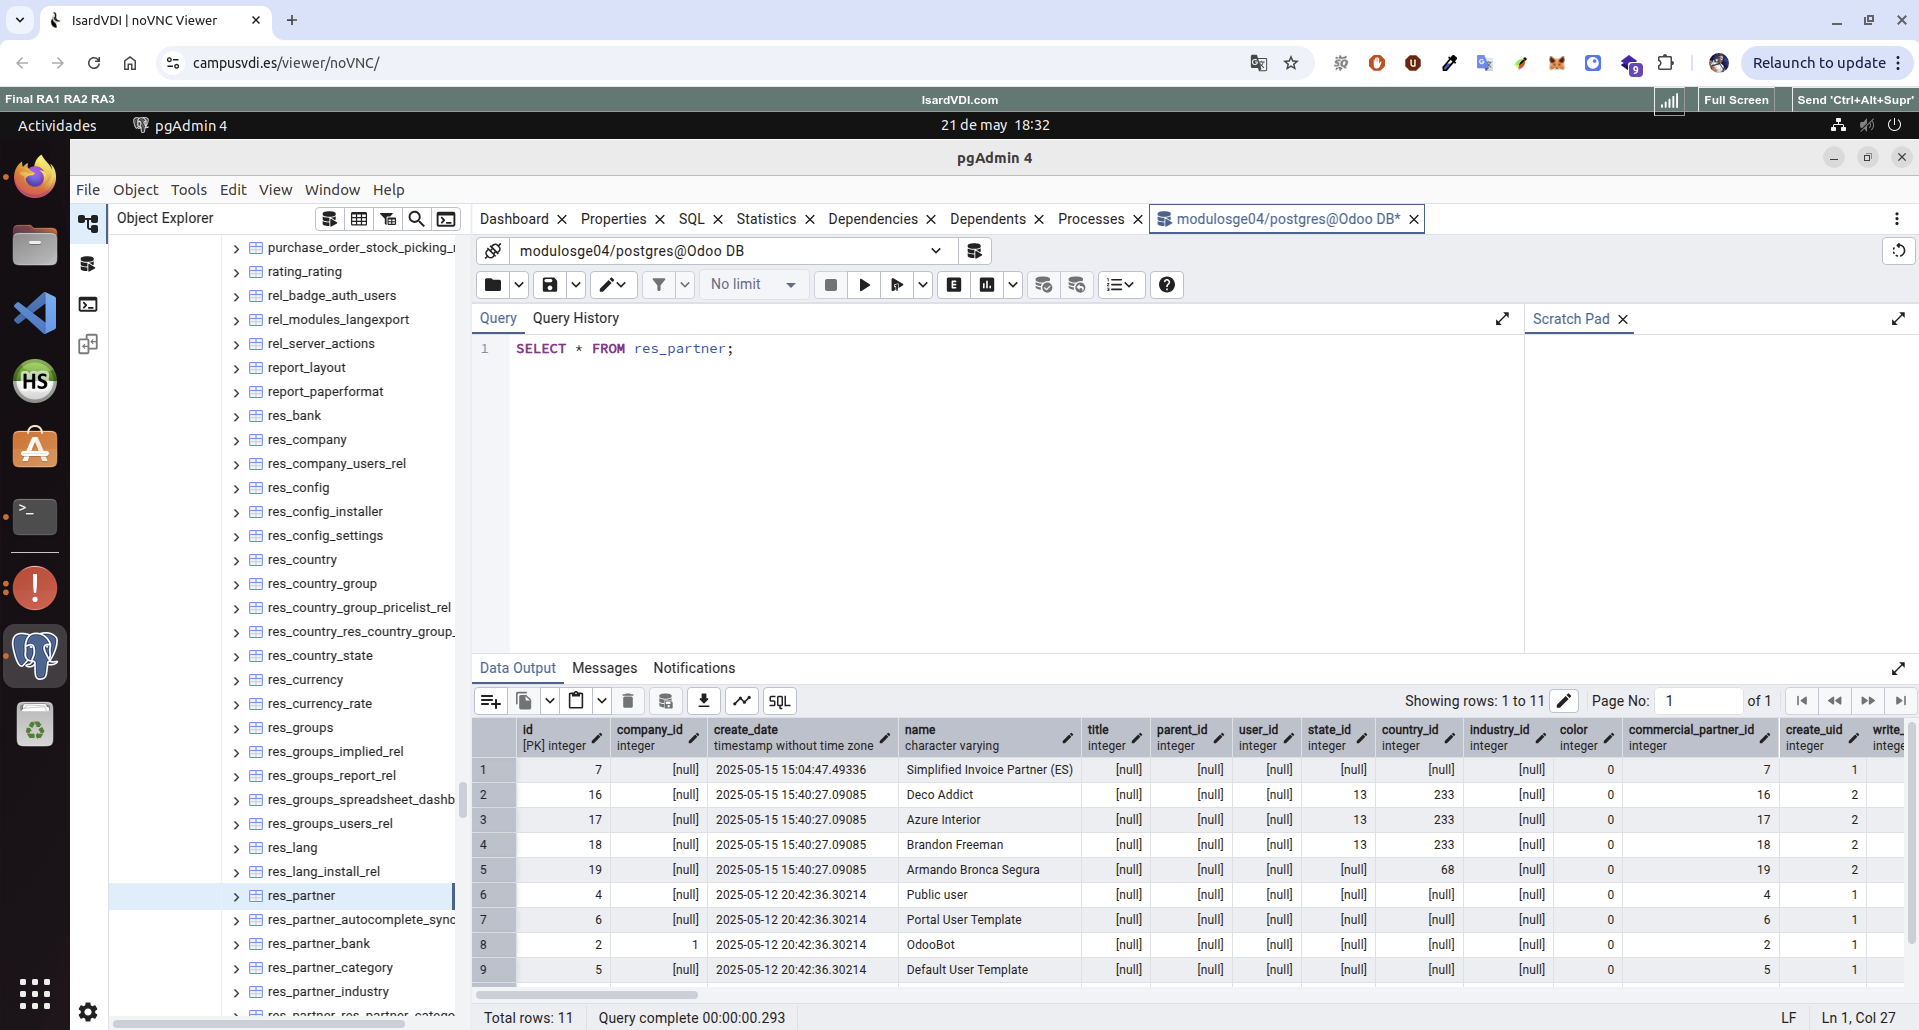 IsardVDI | noVNC Viewer
campusvdi.es/viewer/noVNC/
9
Relaunch to update
Final RA1 RA2 RA3
IsardVDI.com
Full Screen
Send 'Ctrl+Alt+Supr'
Actividades
pgAdmin 4
21 de may 18:32
pgAdmin 4
File Object Tools Edit View Window Help
Object Explorer
purchase_order_stock_picking_r
rating_rating
rel_badge_auth_users
rel_modules_langexport
rel_server_actions
report_layout
report_paperformat
res_bank
res_company
res_company_users_rel
res_config
res_config_installer
res_config_settings
res_country
res_country_group
res_country_group_pricelist_rel
res_country_res_country_group_
res_country_state
res_currency
res_currency_rate
res_groups
res_groups_implied_rel
res_groups_report_rel
res_groups_spreadsheet_dashb
res_groups_users_rel
res_lang
res_lang_install_rel
res_partner
res_partner_autocomplete_sync
res_partner_bank
res_partner_category
res_partner_industry
res_partner_res_partner_catego
Dashboard Properties SQL Statistics Dependencies Dependents Processes modulosge04/postgres@Odoo DB*
modulosge04/postgres@Odoo DB
No limit
E
Query Query History
Scratch Pad
1 SELECT * FROM res_partner;
Data Output Messages Notifications
SQL
Showing rows: 1 to 11
Page No: 1 of 1
id company_id create_date name title parent_id user_id state_id country_id industry_id color commercial_partner_id create_uid write_
[PK] integer integer timestamp without time zone character varying integer integer integer integer integer integer integer integer integer intege
1 7 [null] 2025-05-15 15:04:47.49336 Simplified Invoice Partner (ES) [null] [null] [null] [null] [null] [null] 0 7 1
2 16 [null] 2025-05-15 15:40:27.09085 Deco Addict [null] [null] [null] 13 233 [null] 0 16 2
3 17 [null] 2025-05-15 15:40:27.09085 Azure Interior [null] [null] [null] 13 233 [null] 0 17 2
4 18 [null] 2025-05-15 15:40:27.09085 Brandon Freeman [null] [null] [null] 13 233 [null] 0 18 2
5 19 [null] 2025-05-15 15:40:27.09085 Armando Bronca Segura [null] [null] [null] [null] 68 [null] 0 19 2
6 4 [null] 2025-05-12 20:42:36.30214 Public user [null] [null] [null] [null] [null] [null] 0 4 1
7 6 [null] 2025-05-12 20:42:36.30214 Portal User Template [null] [null] [null] [null] [null] [null] 0 6 1
8 2 1 2025-05-12 20:42:36.30214 OdooBot [null] [null] [null] [null] [null] [null] 0 2 1
9 5 [null] 2025-05-12 20:42:36.30214 Default User Template [null] [null] [null] [null] [null] [null] 0 5 1
Total rows: 11
Query complete 00:00:00.293
LF
Ln 1, Col 27
HS